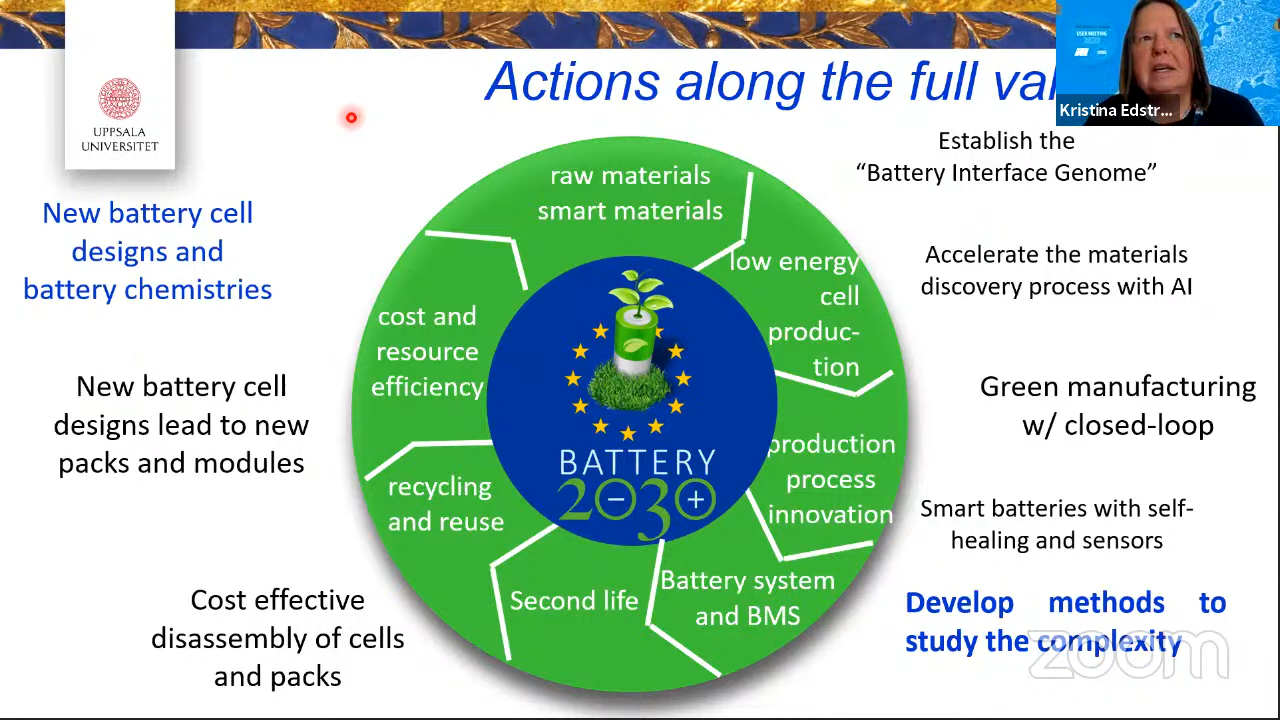 Actions along the full val
USER MEETING
Kristina Edstr...
UPPSALA
UNIVERSITET
Establish the
“Battery Interface Genome”
raw materials
smart materials
New battery cell
designs and
battery chemistries
low energy
cell
produc-
tion
Accelerate the materials
discovery process with AI
cost and
resource
efficiency
New battery cell
designs lead to new
packs and modules
Green manufacturing
w/ closed-loop
BATTERY
2030
production
process
innovation
recycling
and reuse
Smart batteries with self-
healing and sensors
Battery system
and BMS
Second life
Cost effective
disassembly of cells
and packs
Develop methods to
study the complexity
zoom